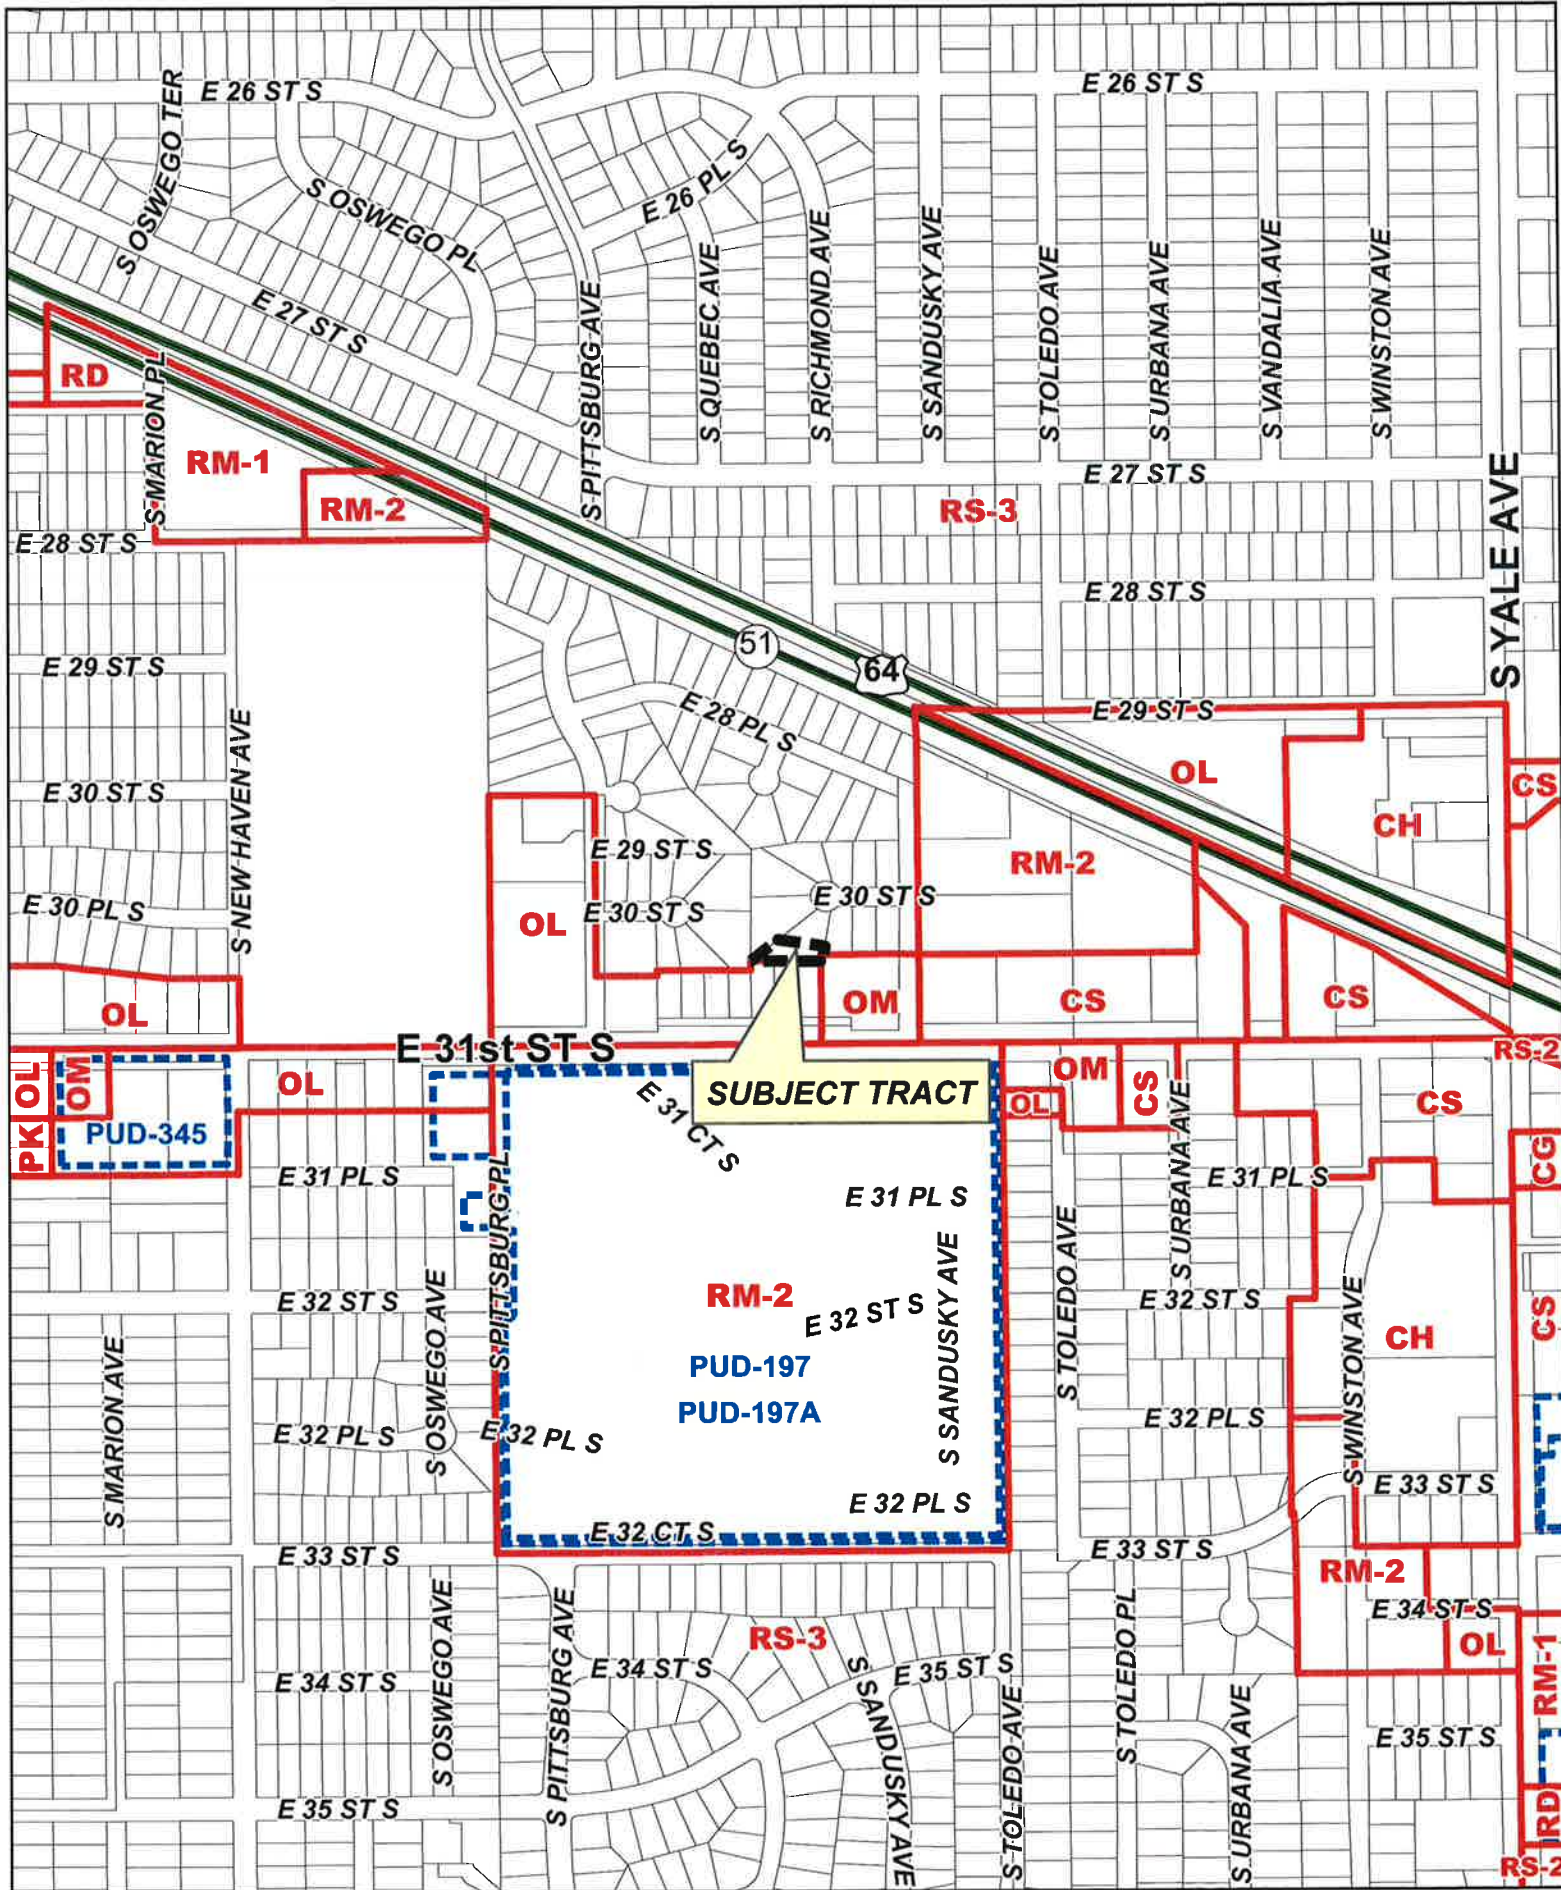 E 26 ST S
E 26 ST S
S OSWEGO TER
S OSWEGO PL
E 26 PL S
S PITTSBURG AVE
S QUEBEC AVE
S RICHMOND AVE
S SANDUSKY AVE
S TOLEDO AVE
S URBANA AVE
S VANDALIA AVE
S WINSTON AVE
E 27 ST S
RD
S MARION PL
RM-1
RM-2
E 27 ST S
RS-3
S YALE AVE
E 28 ST S
E 28 ST S
51
64
E 29 ST S
E 28 PL S
E 29 ST S
OL
CS
E 30 ST S
S NEW HAVEN AVE
CH
E 29 ST S
RM-2
E 30 PL S
OL
E 30 ST S
E 30 ST S
OL
OM
CS
CS
E 31st ST S
RS-2
OL
PK
OM
PUD-345
OL
E 31 CT S
SUBJECT TRACT
OL
OM
CS
S URBANA AVE
CS
CG
E 31 PL S
S PITTSBURG PL
E 31 PL S
E 31 PL S
RM-2
E 32 ST S
S SANDUSKY AVE
S TOLEDO AVE
E 32 ST S
S OSWEGO AVE
E 32 ST S
S WINSTON AVE
CH
CS
PUD-197
PUD-197A
S MARION AVE
E 32 PL S
E 32 PL S
E 32 PL S
E 32 PL S
E 33 ST S
E 32 CT S
E 33 ST S
E 33 ST S
RM-2
E 34 ST S
OL
RM-1
S OSWEGO AVE
S PITTSBURG AVE
RS-3
E 34 ST S
E 34 ST S
S SANDUSKY AVE
E 35 ST S
S TOLEDO AVE
S TOLEDO PL
S URBANA AVE
E 35 ST S
E 35 ST S
RD
RS-2